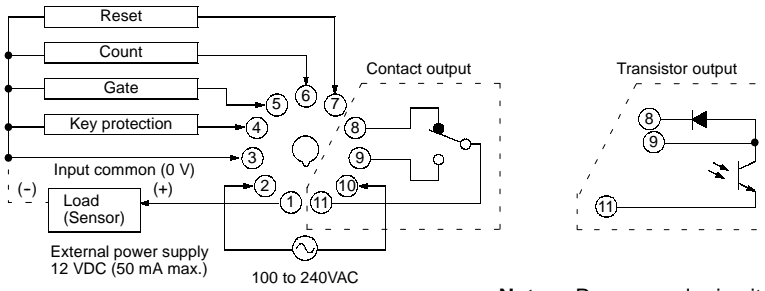 Reset
Count
Gate
Key protection
Input common (0 V)
(-)
(+)
Load
(Sensor)
External power supply
12 VDC (50 mA max.)
100 to 240VAC
5
6
7
4
3
2
1
Contact output
8
9
10
11
Transistor output
8
9
11